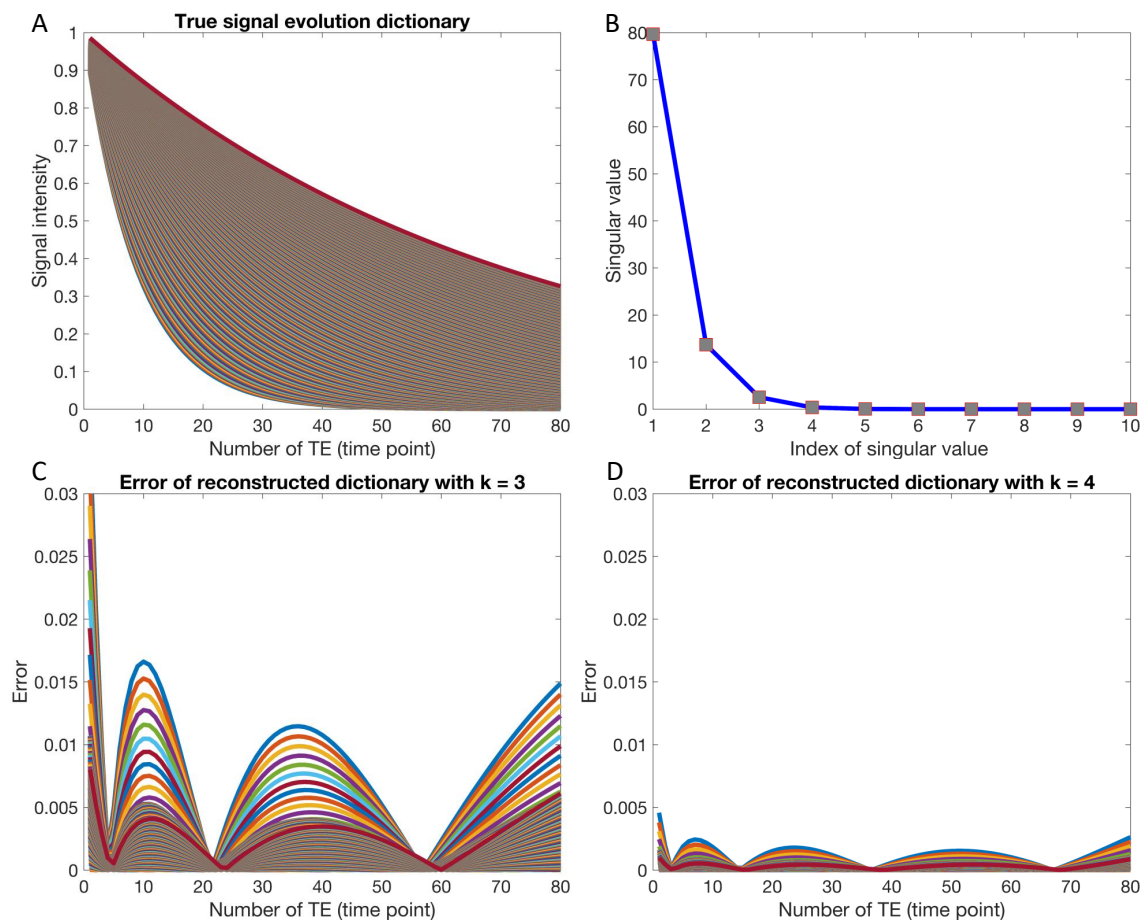 A
True signal evolution dictionary
1
0.9
0.8
0.7
0.6
0.5
0.4
0.3
0.2
0.1
0
Signal intensity
0 10 20 30 40 50 60 70 80
Number of TE (time point)
B
80
70
60
50
40
30
20
10
0
Singular value
1 2 3 4 5 6 7 8 9 10
Index of singular value
C
Error of reconstructed dictionary with k = 3
0.03
0.025
0.02
0.015
0.01
0.005
0
Error
0 10 20 30 40 50 60 70 80
Number of TE (time point)
D
Error of reconstructed dictionary with k = 4
0.03
0.025
0.02
0.015
0.01
0.005
0
Error
0 10 20 30 40 50 60 70 80
Number of TE (time point)